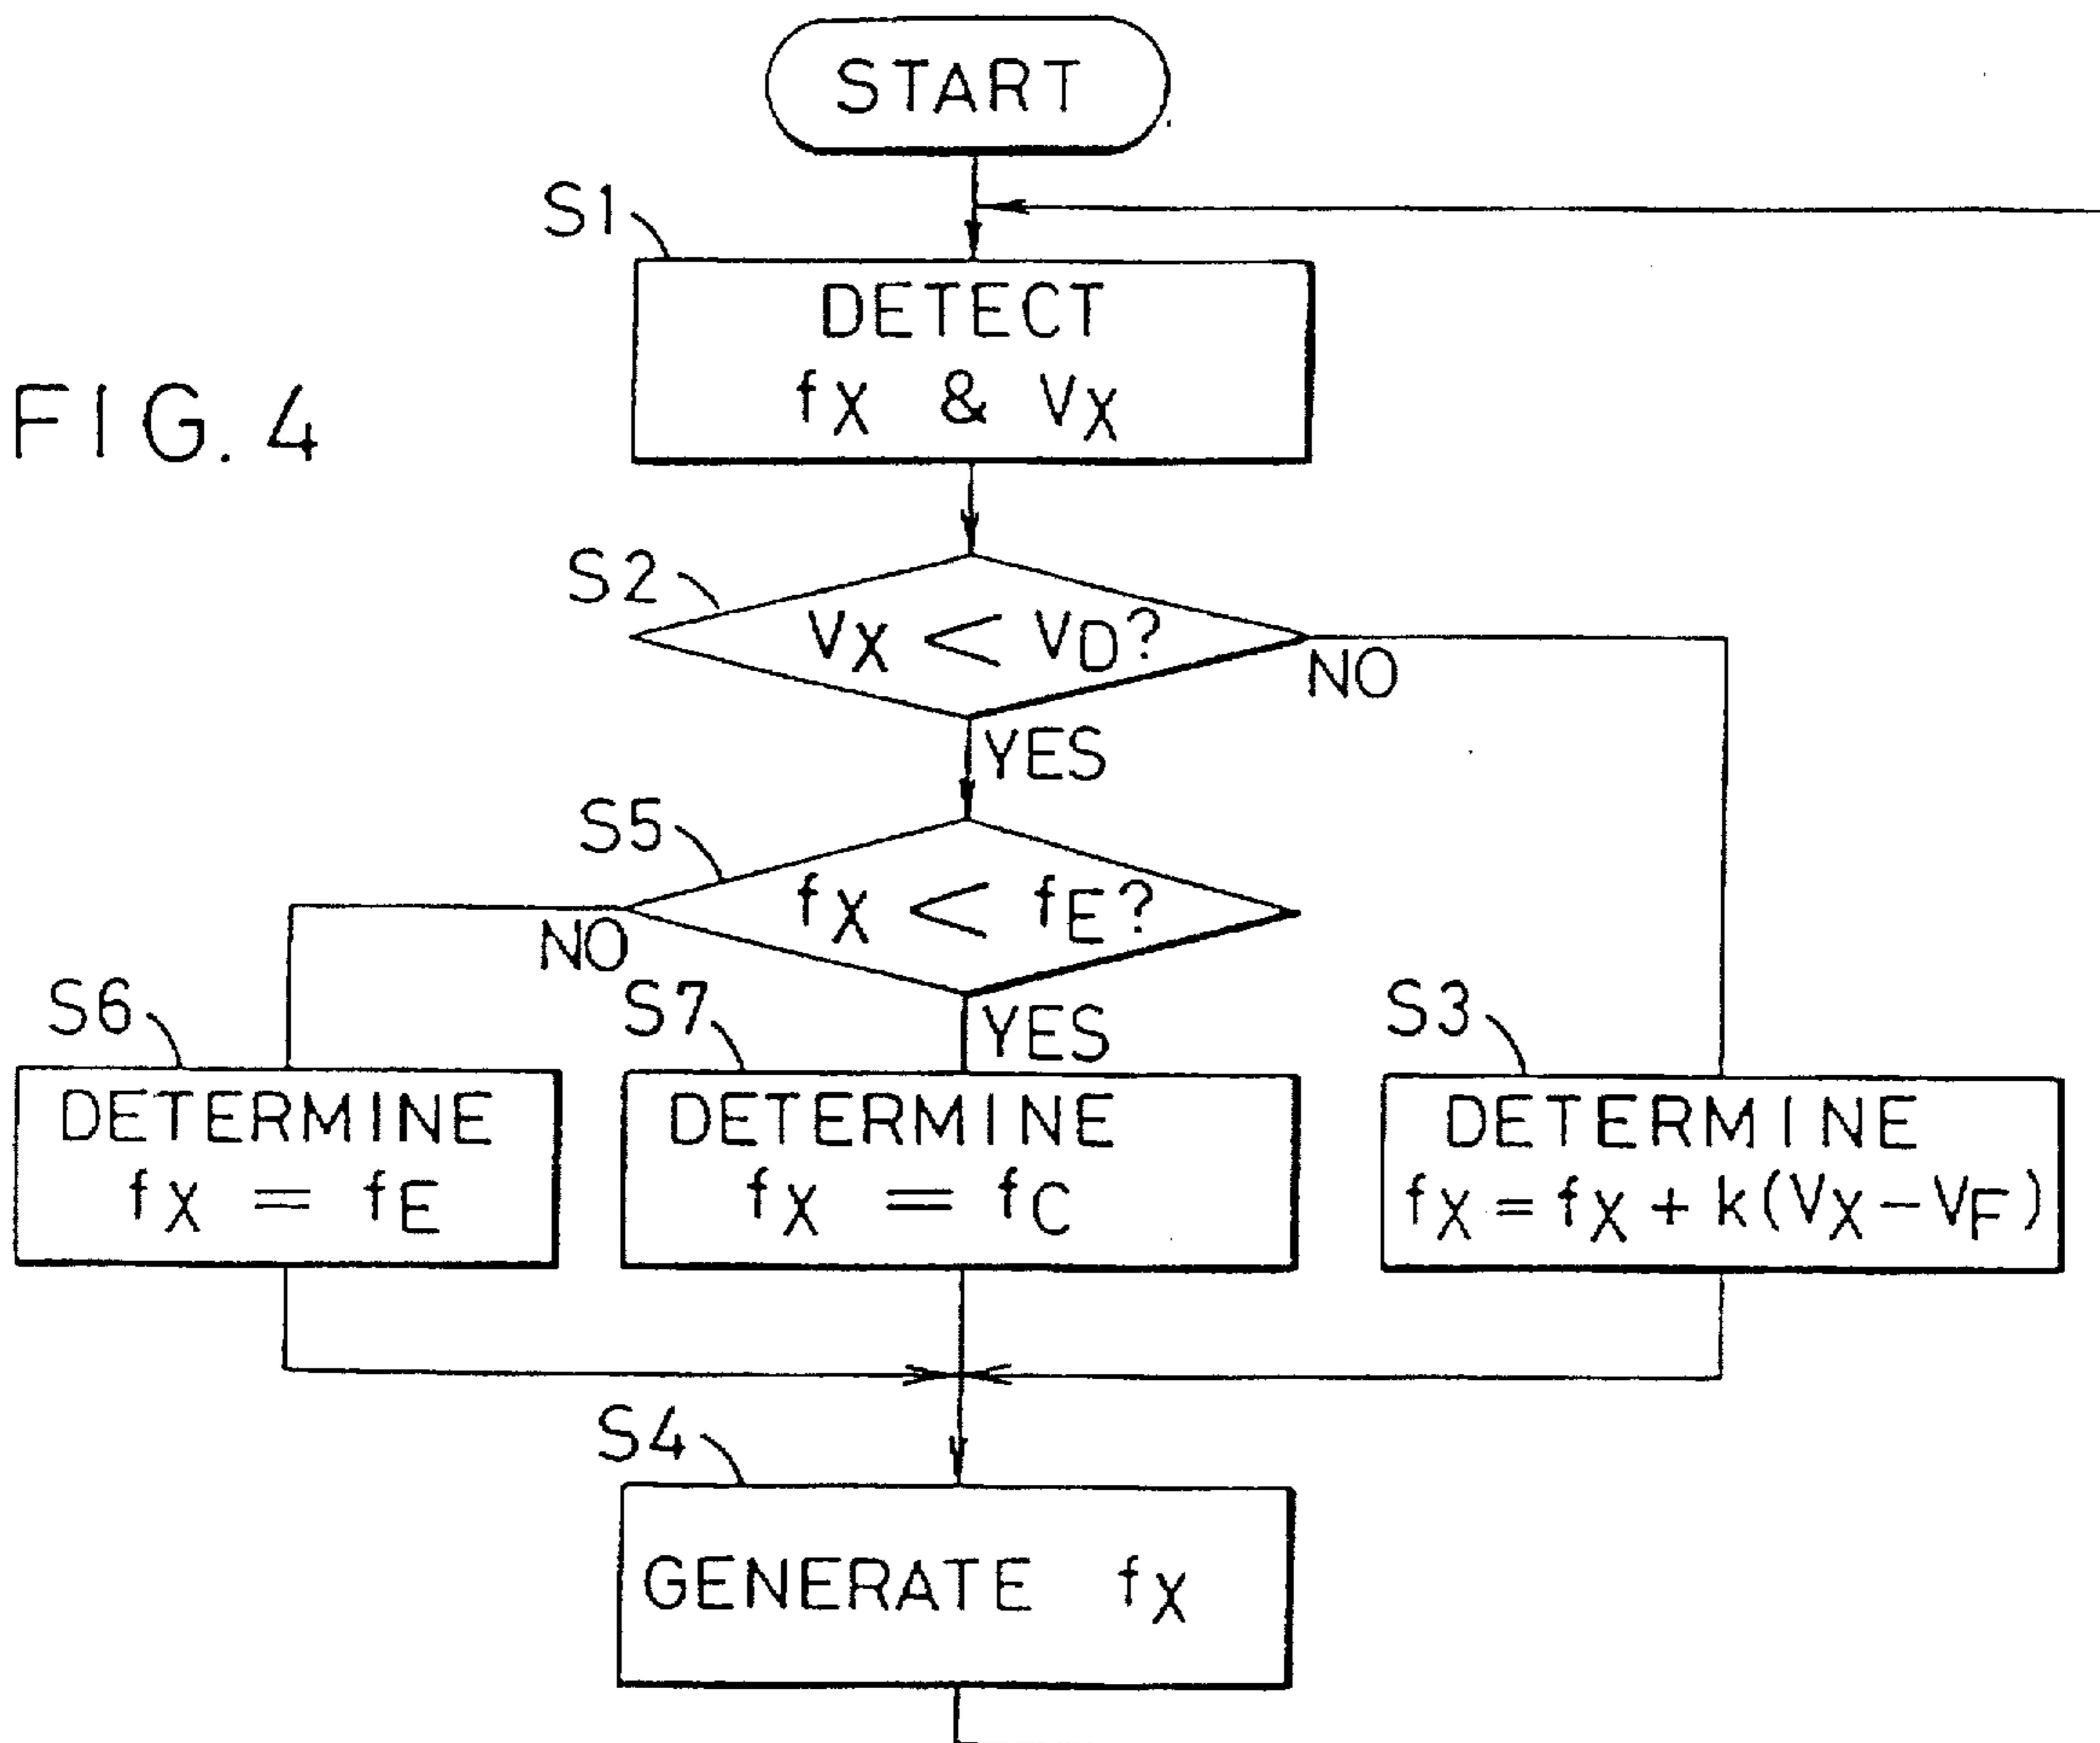 START
S1
DETECT
fX & VX
FIG. 4
S2
VX < VD?
NO
YES
S5
fX < fE?
NO
YES
S6
DETERMINE
fX = fE
S7
DETERMINE
fX = fC
S3
DETERMINE
fX = fX + k(VX-VF)
S4
GENERATE fX